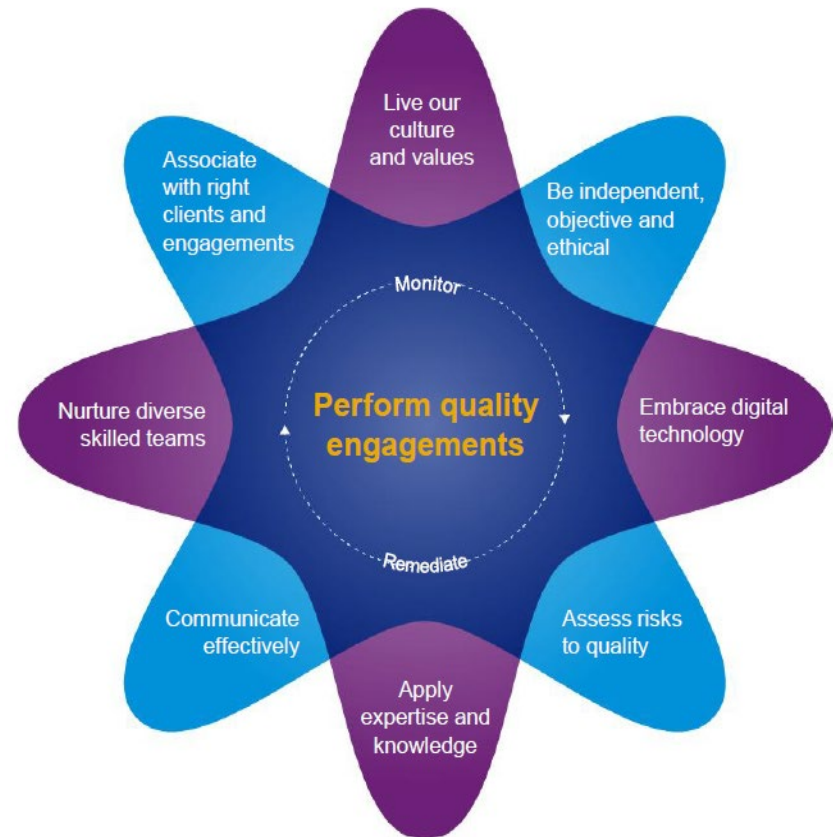 Live our
culture
and values
Be independent,
objective and
ethical
Embrace digital
technology
Assess risks
to quality
Apply
expertise and
knowledge
Communicate
effectively
Nurture diverse
skilled teams
Associate
with right
clients and
engagements
Monitor
Perform quality
engagements
Remediate